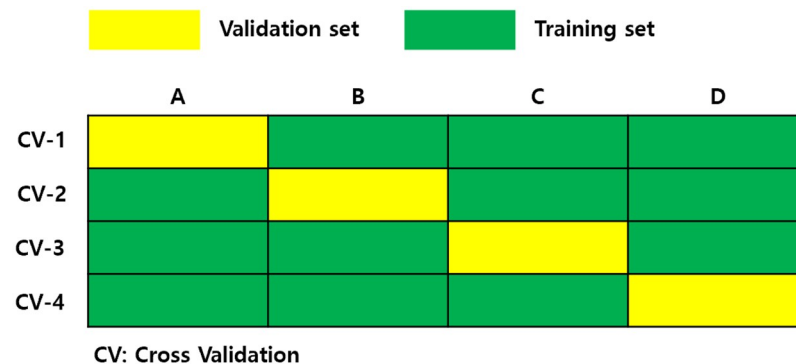 Validation set Training set
A B C D
CV-1
CV-2
CV-3
CV-4
CV: Cross Validation